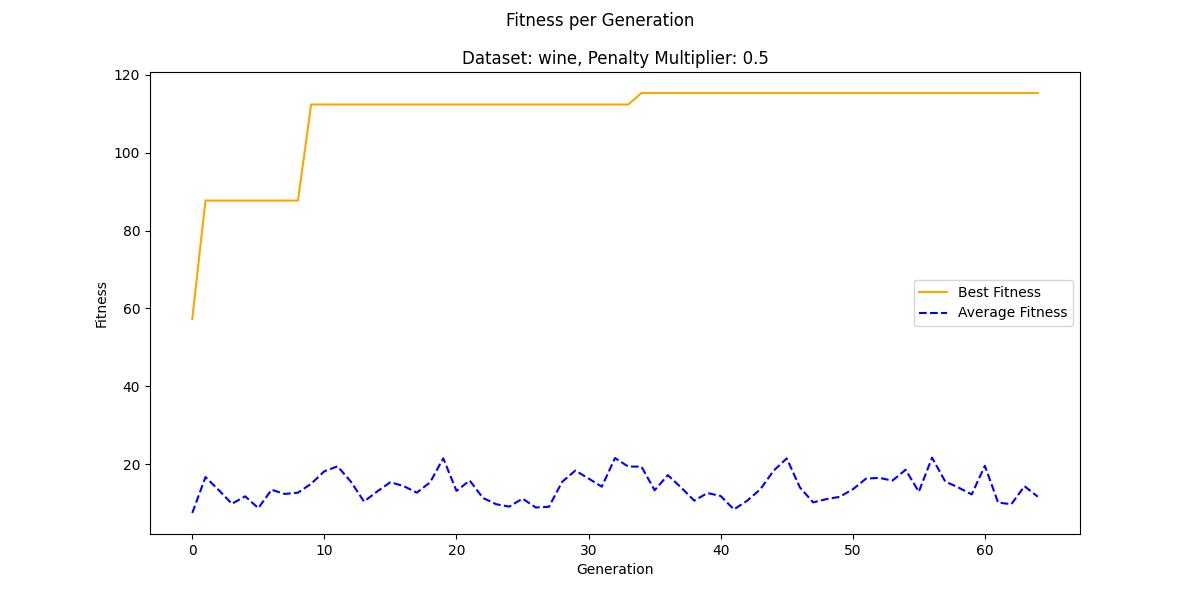 Fitness per Generation
Dataset: wine, Penalty Multiplier: 0.5
120
100
80
60
40
20
Fitness
Best Fitness
Average Fitness
0 10 20 30 40 50 60
Generation